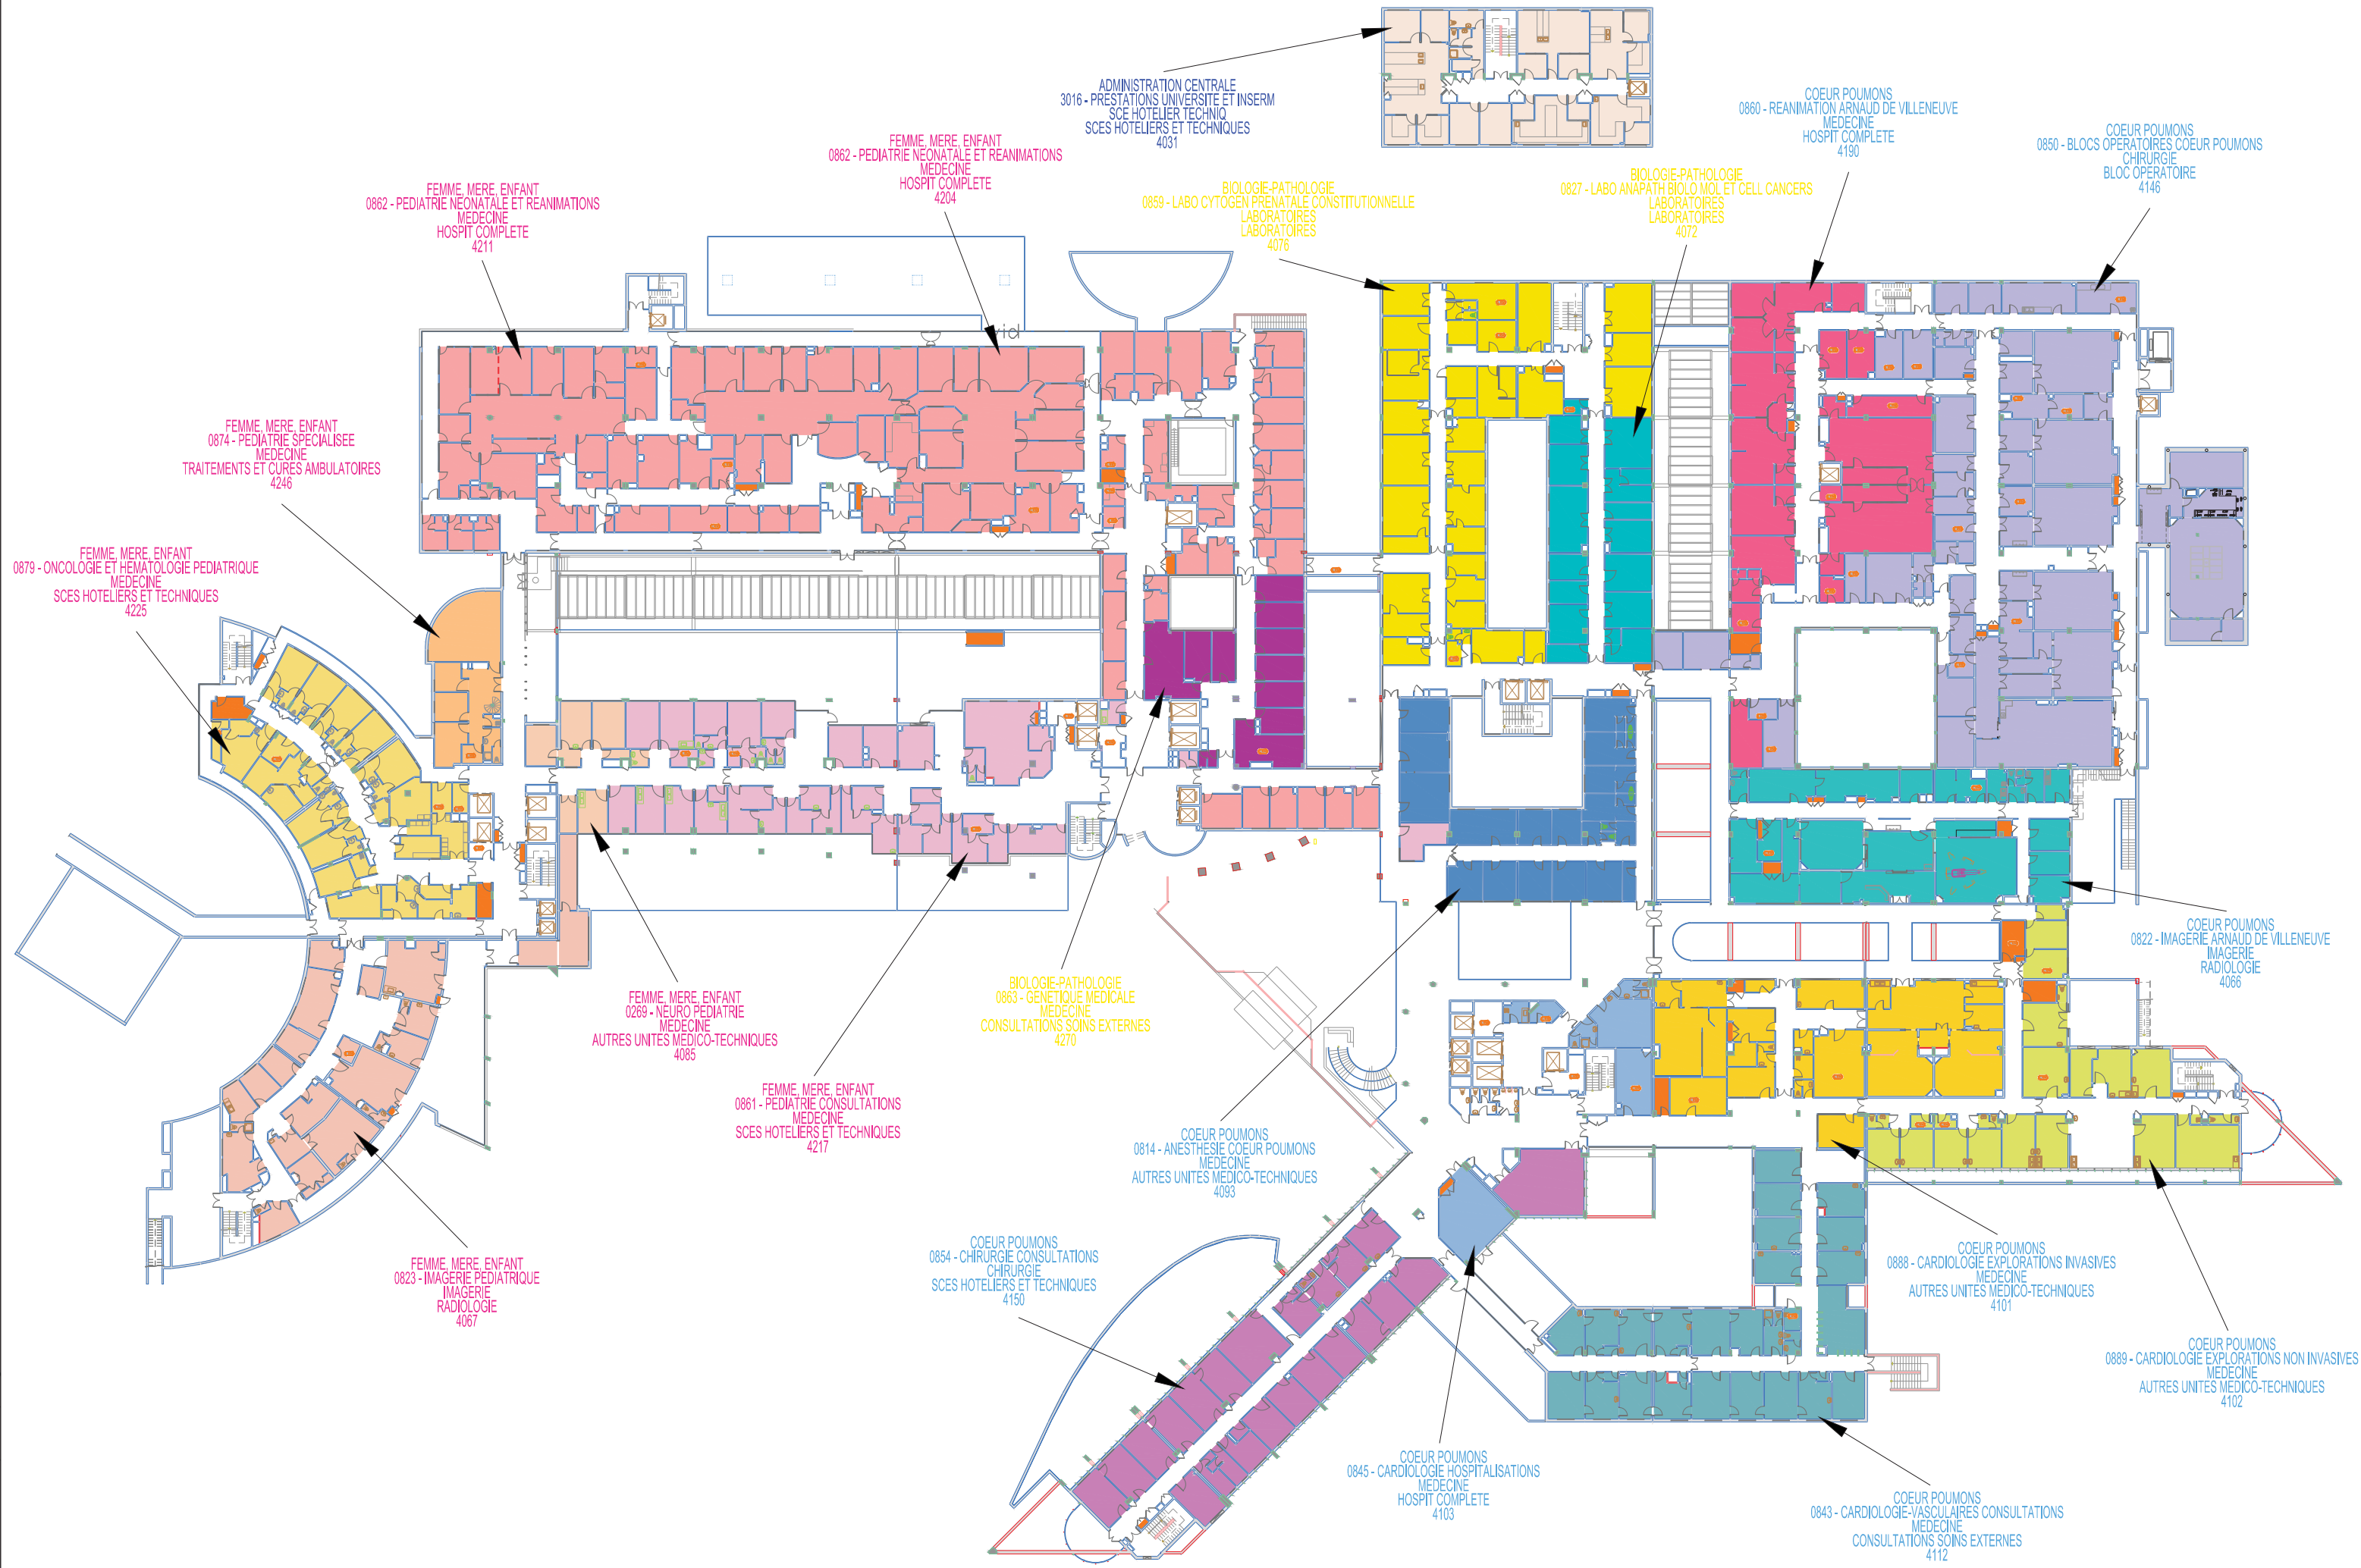 ADMINISTRATION CENTRALE
3016 - PRESTATIONS UNIVERSITE ET INSERM
SCE HOTELIER TECHNIQ
SCES HOTELIERS ET TECHNIQUES
4031
COEUR POUMONS
0860 - REANIMATION ARNAUD DE VILLENEUVE
MEDECINE
HOSPIT COMPLETE
4190
COEUR POUMONS
0850 - BLOCS OPERATOIRES COEUR POUMONS
CHIRURGIE
BLOC OPERATOIRE
4146
FEMME, MERE, ENFANT
0862 - PEDIATRIE NEONATALE ET REANIMATIONS
MEDECINE
HOSPIT COMPLETE
4204
FEMME, MERE, ENFANT
0862 - PEDIATRIE NEONATALE ET REANIMATIONS
MEDECINE
HOSPIT COMPLETE
4211
BIOLOGIE-PATHOLOGIE
0859 - LABO CYTOGEN PRENATALE CONSTITUTIONNELLE
LABORATOIRES
LABORATOIRES
4076
BIOLOGIE-PATHOLOGIE
0827 - LABO ANAPATH BIOLO MOL ET CELL CANCERS
LABORATOIRES
LABORATOIRES
4072
vid
FEMME, MERE, ENFANT
0874 - PEDIATRIE SPECIALISEE
MEDECINE
TRAITEMENTS ET CURES AMBULATOIRES
4246
FEMME, MERE, ENFANT
0879 - ONCOLOGIE ET HEMATOLOGIE PEDIATRIQUE
MEDECINE
SCES HOTELIERS ET TECHNIQUES
4225
COEUR POUMONS
0822 - IMAGERIE ARNAUD DE VILLENEUVE
IMAGERIE
RADIOLOGIE
4066
FEMME, MERE, ENFANT
0269 - NEURO PEDIATRIE
MEDECINE
AUTRES UNITES MEDICO-TECHNIQUES
4085
BIOLOGIE-PATHOLOGIE
0863 - GENETIQUE MEDICALE
MEDECINE
CONSULTATIONS SOINS EXTERNES
4270
FEMME, MERE, ENFANT
0861 - PEDIATRIE CONSULTATIONS
MEDECINE
SCES HOTELIERS ET TECHNIQUES
4217
COEUR POUMONS
0814 - ANESTHESIE COEUR POUMONS
MEDECINE
AUTRES UNITES MEDICO-TECHNIQUES
4093
FEMME, MERE, ENFANT
0823 - IMAGERIE PEDIATRIQUE
IMAGERIE
RADIOLOGIE
4067
COEUR POUMONS
0854 - CHIRURGIE CONSULTATIONS
CHIRURGIE
SCES HOTELIERS ET TECHNIQUES
4150
COEUR POUMONS
0888 - CARDIOLOGIE EXPLORATIONS INVASIVES
MEDECINE
AUTRES UNITES MEDICO-TECHNIQUES
4101
COEUR POUMONS
0889 - CARDIOLOGIE EXPLORATIONS NON INVASIVES
MEDECINE
AUTRES UNITES MEDICO-TECHNIQUES
4102
COEUR POUMONS
0845 - CARDIOLOGIE HOSPITALISATIONS
MEDECINE
HOSPIT COMPLETE
4103
COEUR POUMONS
0843 - CARDIOLOGIE-VASCULAIRES CONSULTATIONS
MEDECINE
CONSULTATIONS SOINS EXTERNES
4112